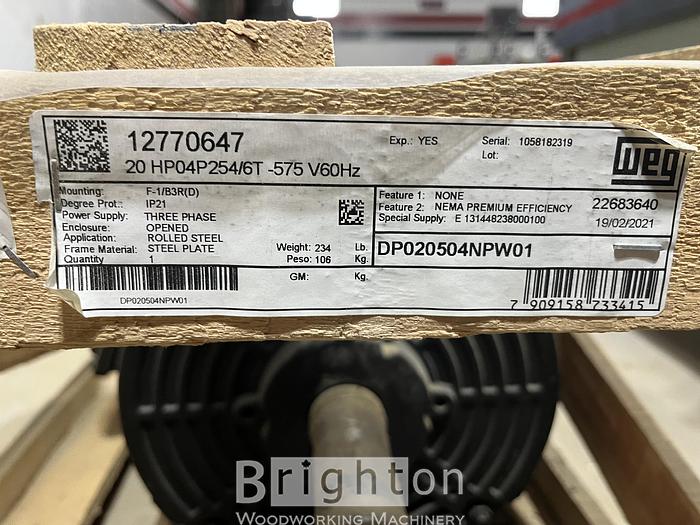 12770647
20 HP04P254/6T -575 V60Hz
Exp.: YES
Serial: 1058182319
Lot:
weg
Mounting: F-1/B3R(D)
Degree Prot.: IP21
Power Supply: THREE PHASE
Enclosure: OPENED
Application: ROLLED STEEL
Frame Material: STEEL PLATE
Quantity 1
Weight: 234 Lb.
Peso: 106 Kg.
Feature 1: NONE
Feature 2: NEMA PREMIUM EFFICIENCY
Special Supply: E 131448238000100
22683640
19/02/2021
DP020504NPW01
GM: Kg.
DP020504NPW01
7 909158 733415
Brighton
WOODWORKING MACHINERY